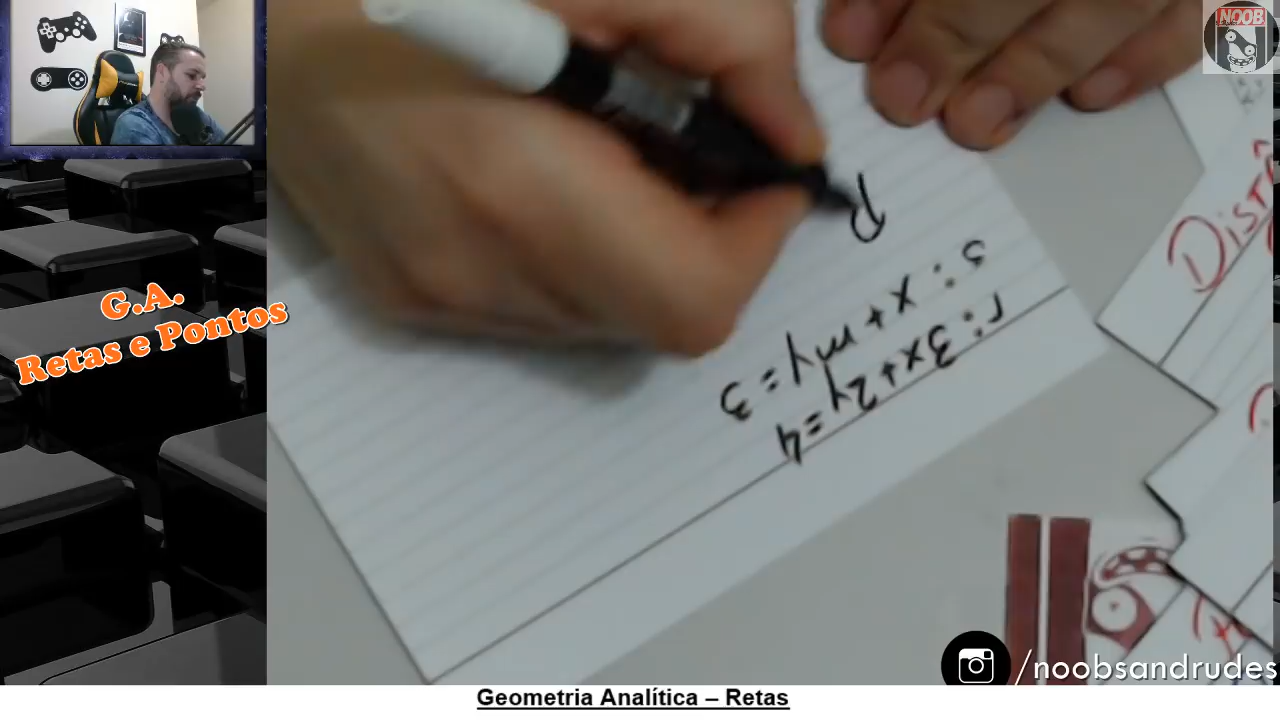 NOOB
G.A.
Retas e Pontos
r: 3x+2y=4
s: x+my=3
P
Dist
/noobsandrudes
Geometria Analítica – Retas